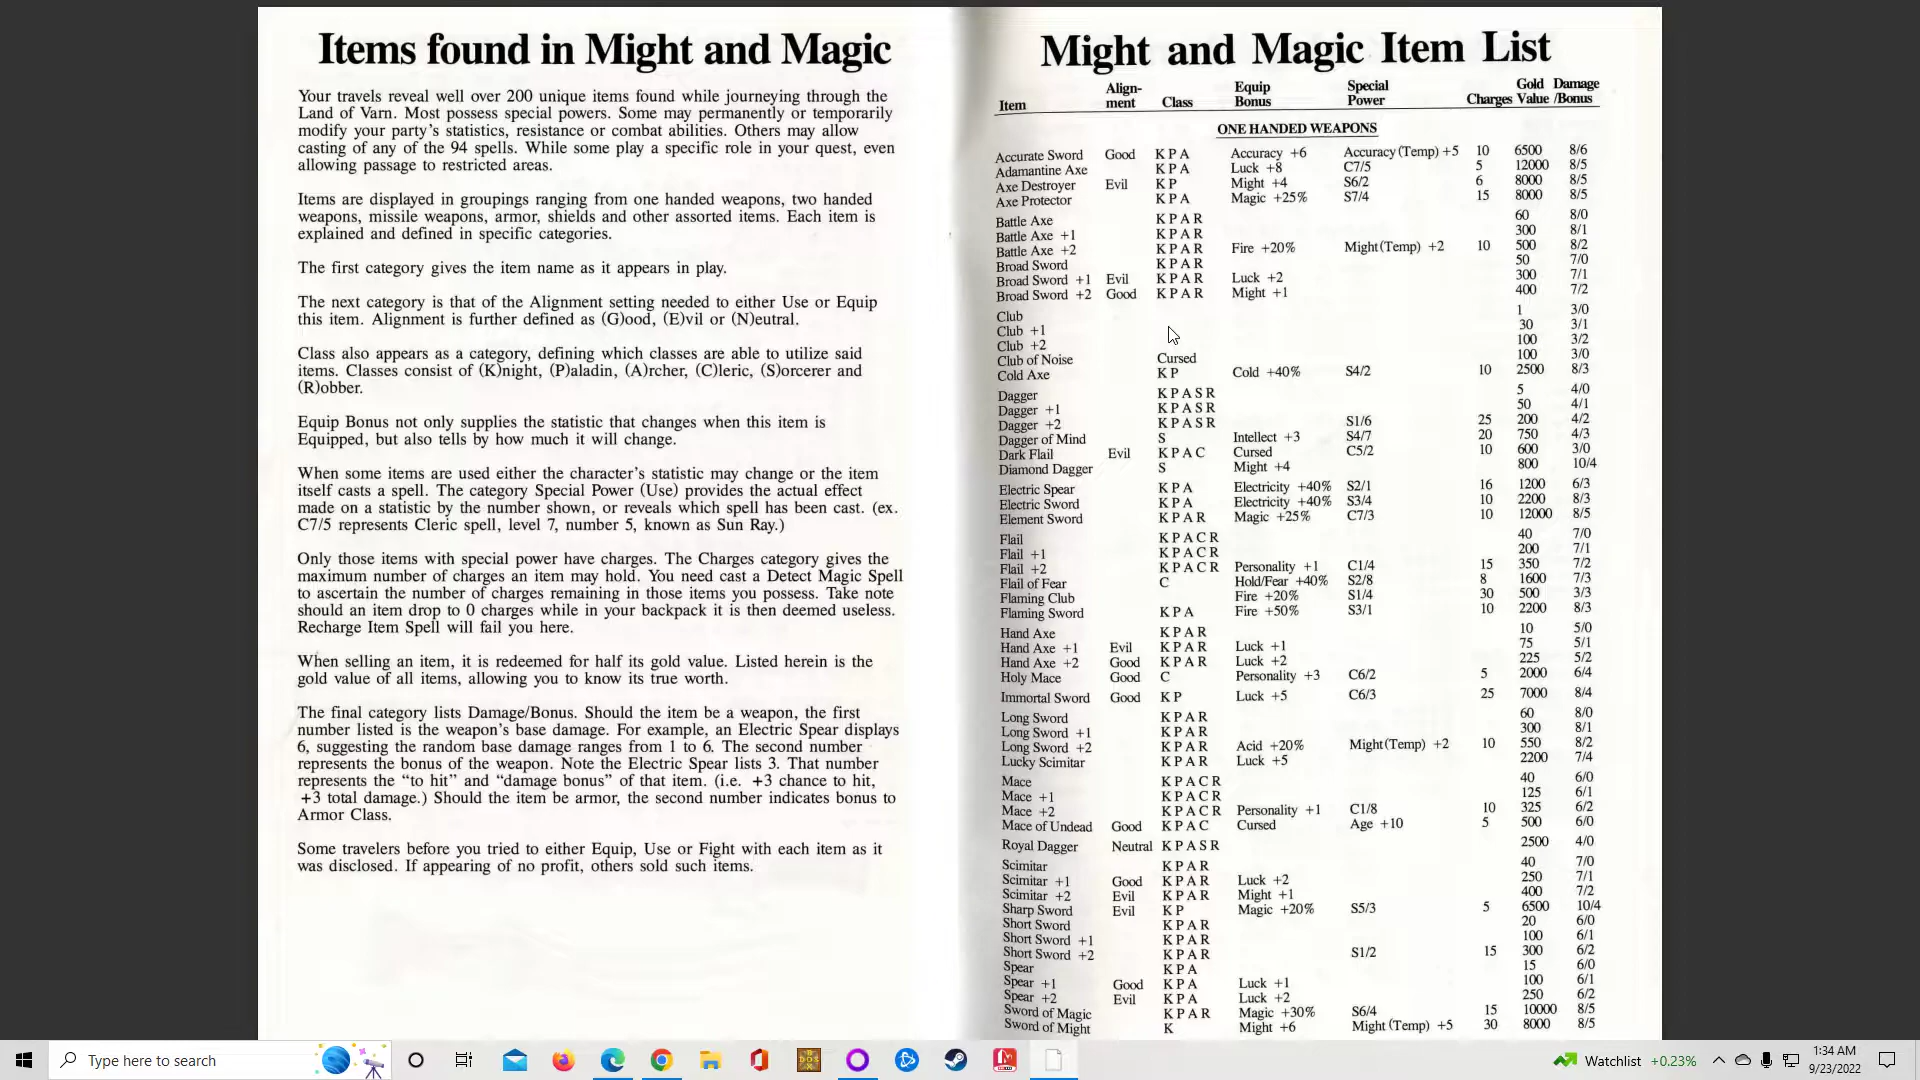 Items found in Might and Magic
Your travels reveal well over 200 unique items found while journeying through the
Land of Varn. Most possess special powers. Some may permanently or temporarily
modify your party's statistics, resistance or combat abilities. Others may allow
casting of any of the 94 spells. While some play a specific role in your quest, even
allowing passage to restricted areas.
Items are displayed in groupings ranging from one handed weapons, two handed
weapons, missile weapons, armor, shields and other assorted items. Each item is
explained and defined in specific categories.
The first category gives the item name as it appears in play.
The next category is that of the Alignment setting needed to either Use or Equip
this item. Alignment is further defined as (G)ood, (E)vil or (N)eutral.
Class also appears as a category, defining which classes are able to utilize said
items. Classes consist of (K)night, (P)aladin, (A)rcher, (C)leric, (S)orcerer and
(R)obber.
Equip Bonus not only supplies the statistic that changes when this item is
Equipped, but also tells by how much it will change.
When some items are used either the character's statistic may change or the item
itself casts a spell. The category Special Power (Use) provides the actual effect
made on a statistic by the number shown, or reveals which spell has been cast. (ex.
C7/5 represents Cleric spell, level 7, number 5, known as Sun Ray.)
Only those items with special power have charges. The Charges category gives the
maximum number of charges an item may hold. You need cast a Detect Magic Spell
to ascertain the number of charges remaining in those items you possess. Take note
should an item drop to 0 charges while in your backpack it is then deemed useless.
Recharge Item Spell will fail you here.
When selling an item, it is redeemed for half its gold value. Listed herein is the
gold value of all items, allowing you to know its true worth.
The final category lists Damage/Bonus. Should the item be a weapon, the first
number listed is the weapon's base damage. For example, an Electric Spear displays
6, suggesting the random base damage ranges from 1 to 6. The second number
represents the bonus of the weapon. Note the Electric Spear lists 3. That number
represents the "to hit" and "damage bonus" of that item. (i.e. +3 chance to hit,
+3 total damage.) Should the item be armor, the second number indicates bonus to
Armor Class.
Some travelers before you tried to either Equip, Use or Fight with each item as it
was disclosed. If appearing of no profit, others sold such items.
Might and Magic Item List
Align- Equip Special Gold Damage
Item ment Class Bonus Power Charges Value /Bonus
ONE HANDED WEAPONS
Accurate Sword Good K P A Accuracy +6 Accuracy (Temp) +5 10 6500 8/6
Adamantine Axe K P A Luck +8 C7/5 5 12000 8/5
Axe Destroyer Evil K P Might +4 S6/2 6 8000 8/5
Axe Protector K P A Magic +25% S7/4 15 8000 8/5
Battle Axe K P A R 60 8/0
Battle Axe +1 K P A R 300 8/1
Battle Axe +2 K P A R Fire +20% Might (Temp) +2 10 500 8/2
Broad Sword K P A R 50 7/0
Broad Sword +1 Evil K P A R Luck +2 300 7/1
Broad Sword +2 Good K P A R Might +1 400 7/2
Club 1 3/0
Club +1 30 3/1
Club +2 100 3/2
Club of Noise Cursed 100 3/0
Cold Axe K P Cold +40% S4/2 10 2500 8/3
Dagger K P A S R 5 4/0
Dagger +1 K P A S R 50 4/1
Dagger +2 K P A S R S1/6 25 200 4/2
Dagger of Mind S Intellect +3 S4/7 20 750 4/3
Dark Flail Evil K P A C Cursed C5/2 10 600 3/0
Diamond Dagger S Might +4 800 10/4
Electric Spear K P A Electricity +40% S2/1 16 1200 6/3
Electric Sword K P A Electricity +40% S3/4 10 2200 8/3
Element Sword K P A R Magic +25% C7/3 10 12000 8/5
Flail K P A C R 40 7/0
Flail +1 K P A C R 200 7/1
Flail +2 K P A C R Personality +1 C1/4 15 350 7/2
Flail of Fear C Hold/Fear +40% S2/8 8 1600 7/3
Flaming Club Fire +20% S1/4 30 500 3/3
Flaming Sword K P A Fire +50% S3/1 10 2200 8/3
Hand Axe K P A R 10 5/0
Hand Axe +1 Evil K P A R Luck +1 75 5/1
Hand Axe +2 Good K P A R Luck +2 225 5/2
Holy Mace Good C Personality +3 C6/2 5 2000 6/4
Immortal Sword Good K P Luck +5 C6/3 25 7000 8/4
Long Sword K P A R 60 8/0
Long Sword +1 K P A R 300 8/1
Long Sword +2 K P A R Acid +20% Might (Temp) +2 10 550 8/2
Lucky Scimitar K P A R Luck +5 2200 7/4
Mace K P A C R 40 6/0
Mace +1 K P A C R 125 6/1
Mace +2 K P A C R Personality +1 C1/8 10 325 6/2
Mace of Undead Good K P A C Cursed Age +10 5 500 6/0
Royal Dagger Neutral K P A S R 2500 4/0
Scimitar K P A R 40 7/0
Scimitar +1 Good K P A R Luck +2 250 7/1
Scimitar +2 Evil K P A R Might +1 400 7/2
Sharp Sword Evil K P Magic +20% S5/3 5 6500 10/4
Short Sword K P A R 20 6/0
Short Sword +1 K P A R 100 6/1
Short Sword +2 K P A R S1/2 15 300 6/2
Spear K P A 15 6/0
Spear +1 Good K P A Luck +1 100 6/1
Spear +2 Evil K P A Luck +2 250 6/2
Sword of Magic K P A R Magic +30% S6/4 15 10000 8/5
Sword of Might K Might +6 Might (Temp) +5 30 8000 8/5
Type here to search
Watchlist +0.23%
1:34 AM
9/23/2022